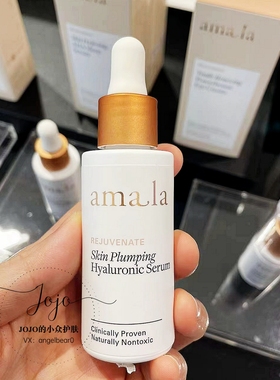 amala
amala
REJUVENATE
Skin Plumping
Hyaluronic Serum
Clinically Proven
Naturally Nontoxic
Jojo
JOJO的小众护肤
VX: angelbear0